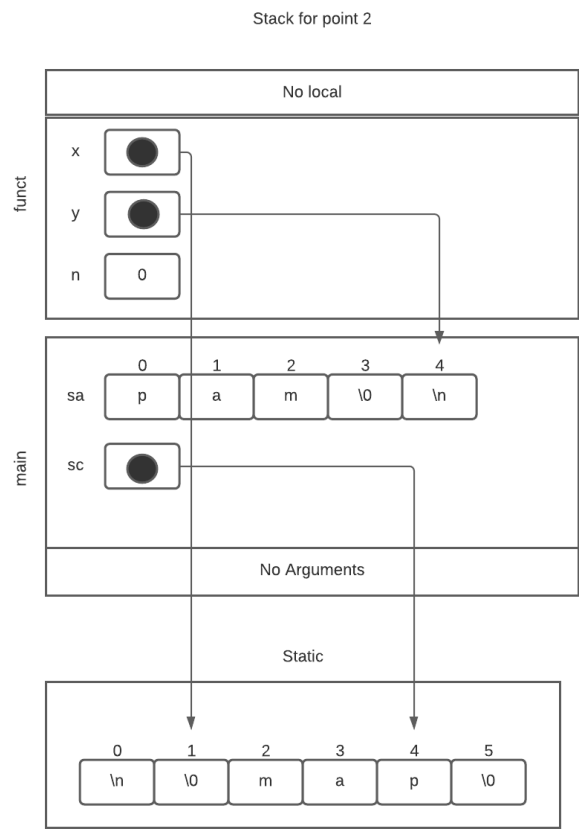 Stack for point 2
No local
funct
x
y
n 0
main
0 1 2 3 4
sa p a m \0 \n
sc
No Arguments
Static
0 1 2 3 4 5
\n \0 m a p \0